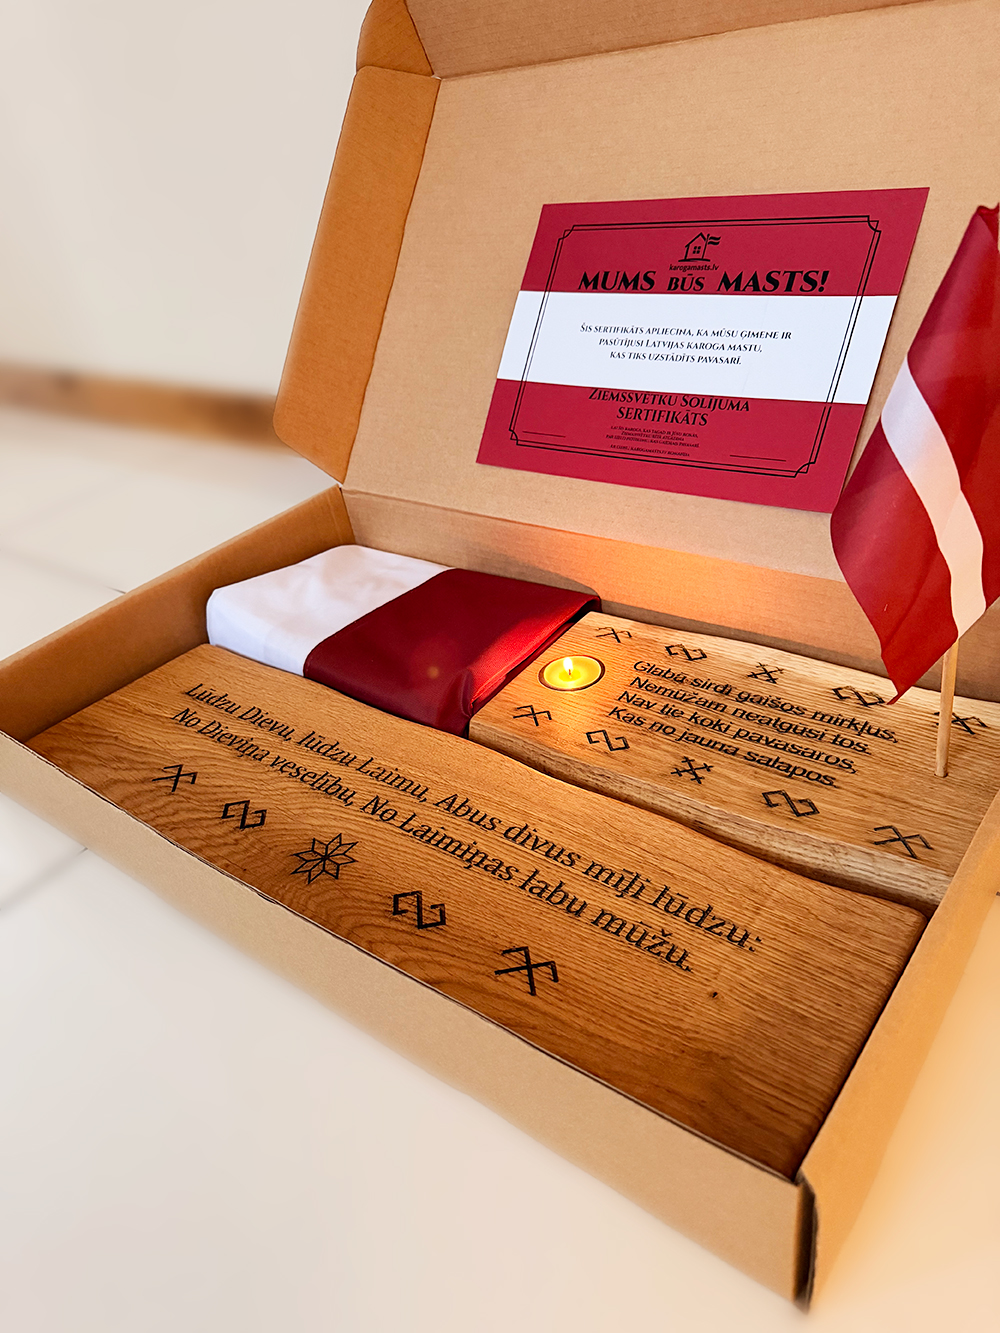 karogamasts.lv
MUMS BŪS MASTS!
ŠIS SERTIFIKĀTS APLIECINA, KA MŪSU ĢIMENE IR
PASŪTĪJUSI LATVIJAS KAROGA MASTU,
KAS TIKS UZSTĀDĪTS PAVASARĪ.
ZIEMSSVĒTKU SOLĪJUMA
SERTIFIKĀTS
Glabā sirdī gaišos mirkļus,
Nemūžam neatgūsi tos.
Nav tie koki pavasaros,
Kas no jauna salapos.
Lūdzu Dievu, lūdzu Laimu, Abus divus mīļi lūdzu:
No Dieviņa veselību, No Laimiņas labu mūžu.